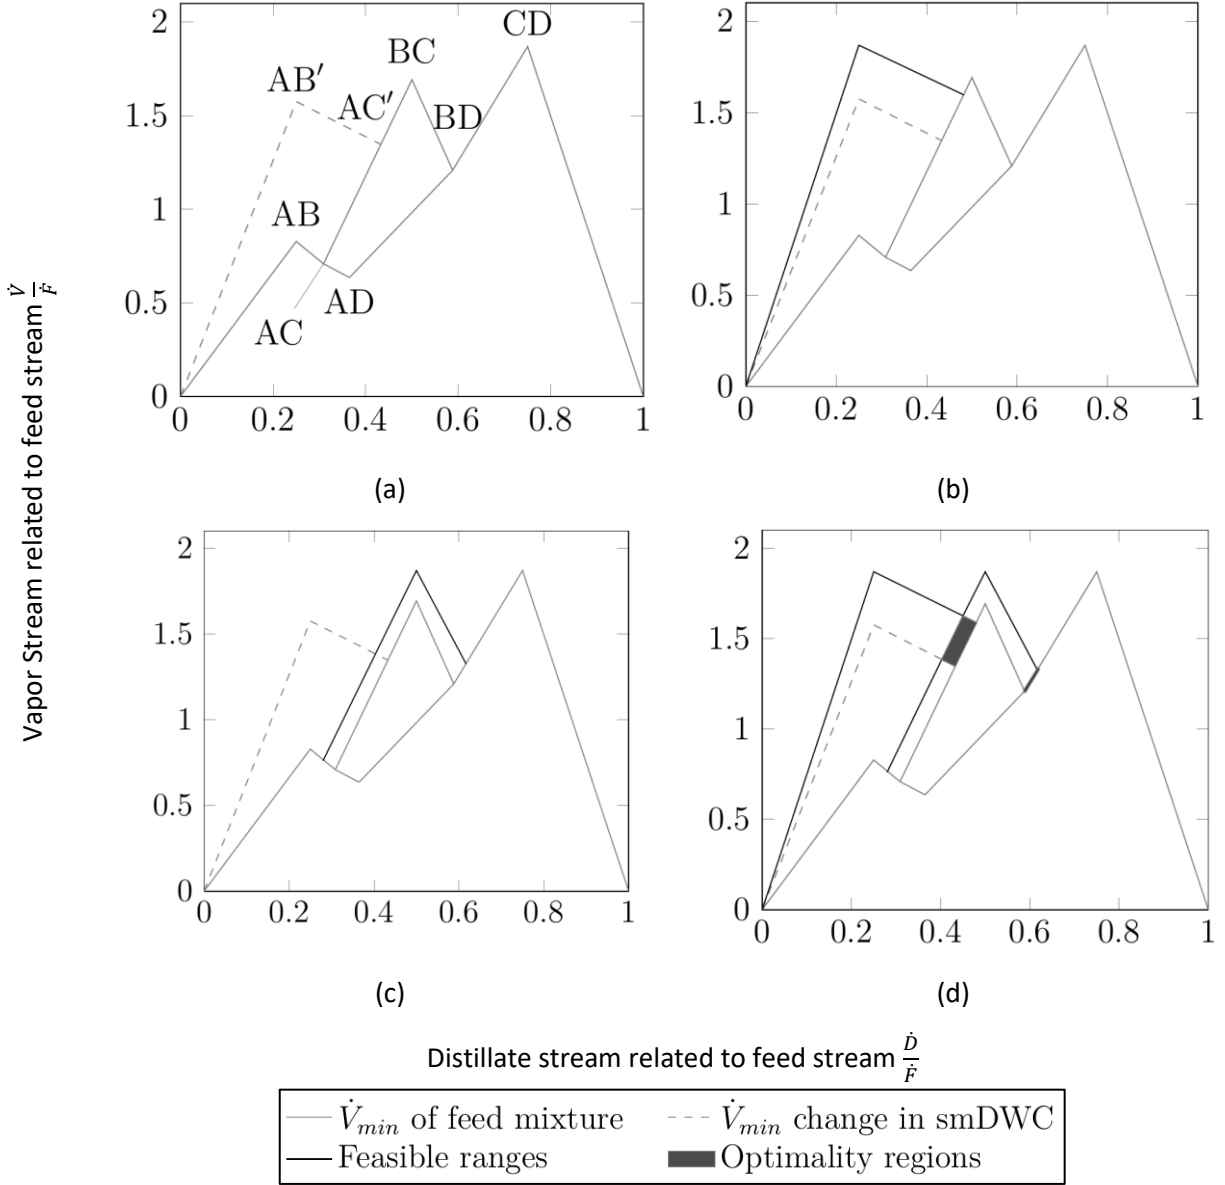 Vapor Stream related to feed stream V̇/Ḟ
2
1.5
1
0.5
0
0 0.2 0.4 0.6 0.8 1
AB′
AC′
BC
BD
CD
AB
AC
AD
(a)
2
1.5
1
0.5
0
0 0.2 0.4 0.6 0.8 1
(b)
2
1.5
1
0.5
0
0 0.2 0.4 0.6 0.8 1
(c)
2
1.5
1
0.5
0
0 0.2 0.4 0.6 0.8 1
(d)
Distillate stream related to feed stream Ḋ/Ḟ
V̇min of feed mixture
V̇min change in smDWC
Feasible ranges
Optimality regions